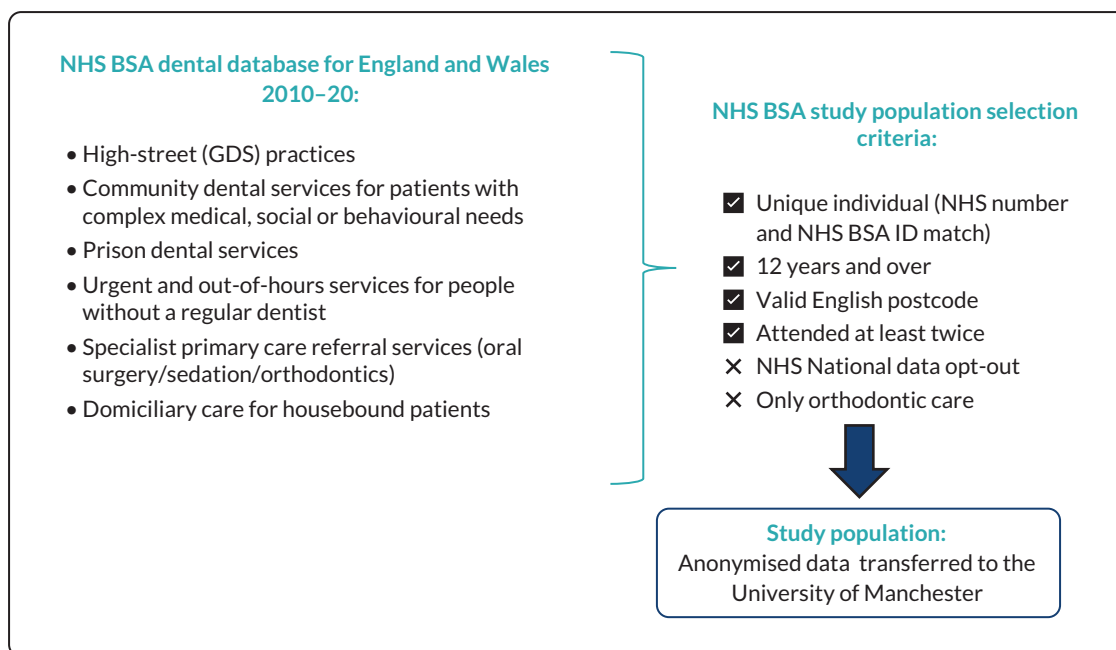 NHS BSA dental database for England and Wales
2010–20:
• High-street (GDS) practices
• Community dental services for patients with
complex medical, social or behavioural needs
• Prison dental services
• Urgent and out-of-hours services for people
without a regular dentist
• Specialist primary care referral services (oral
surgery/sedation/orthodontics)
• Domiciliary care for housebound patients
NHS BSA study population selection
criteria:
Unique individual (NHS number
and NHS BSA ID match)
12 years and over
Valid English postcode
Attended at least twice
NHS National data opt-out
Only orthodontic care
Study population:
Anonymised data transferred to the
University of Manchester